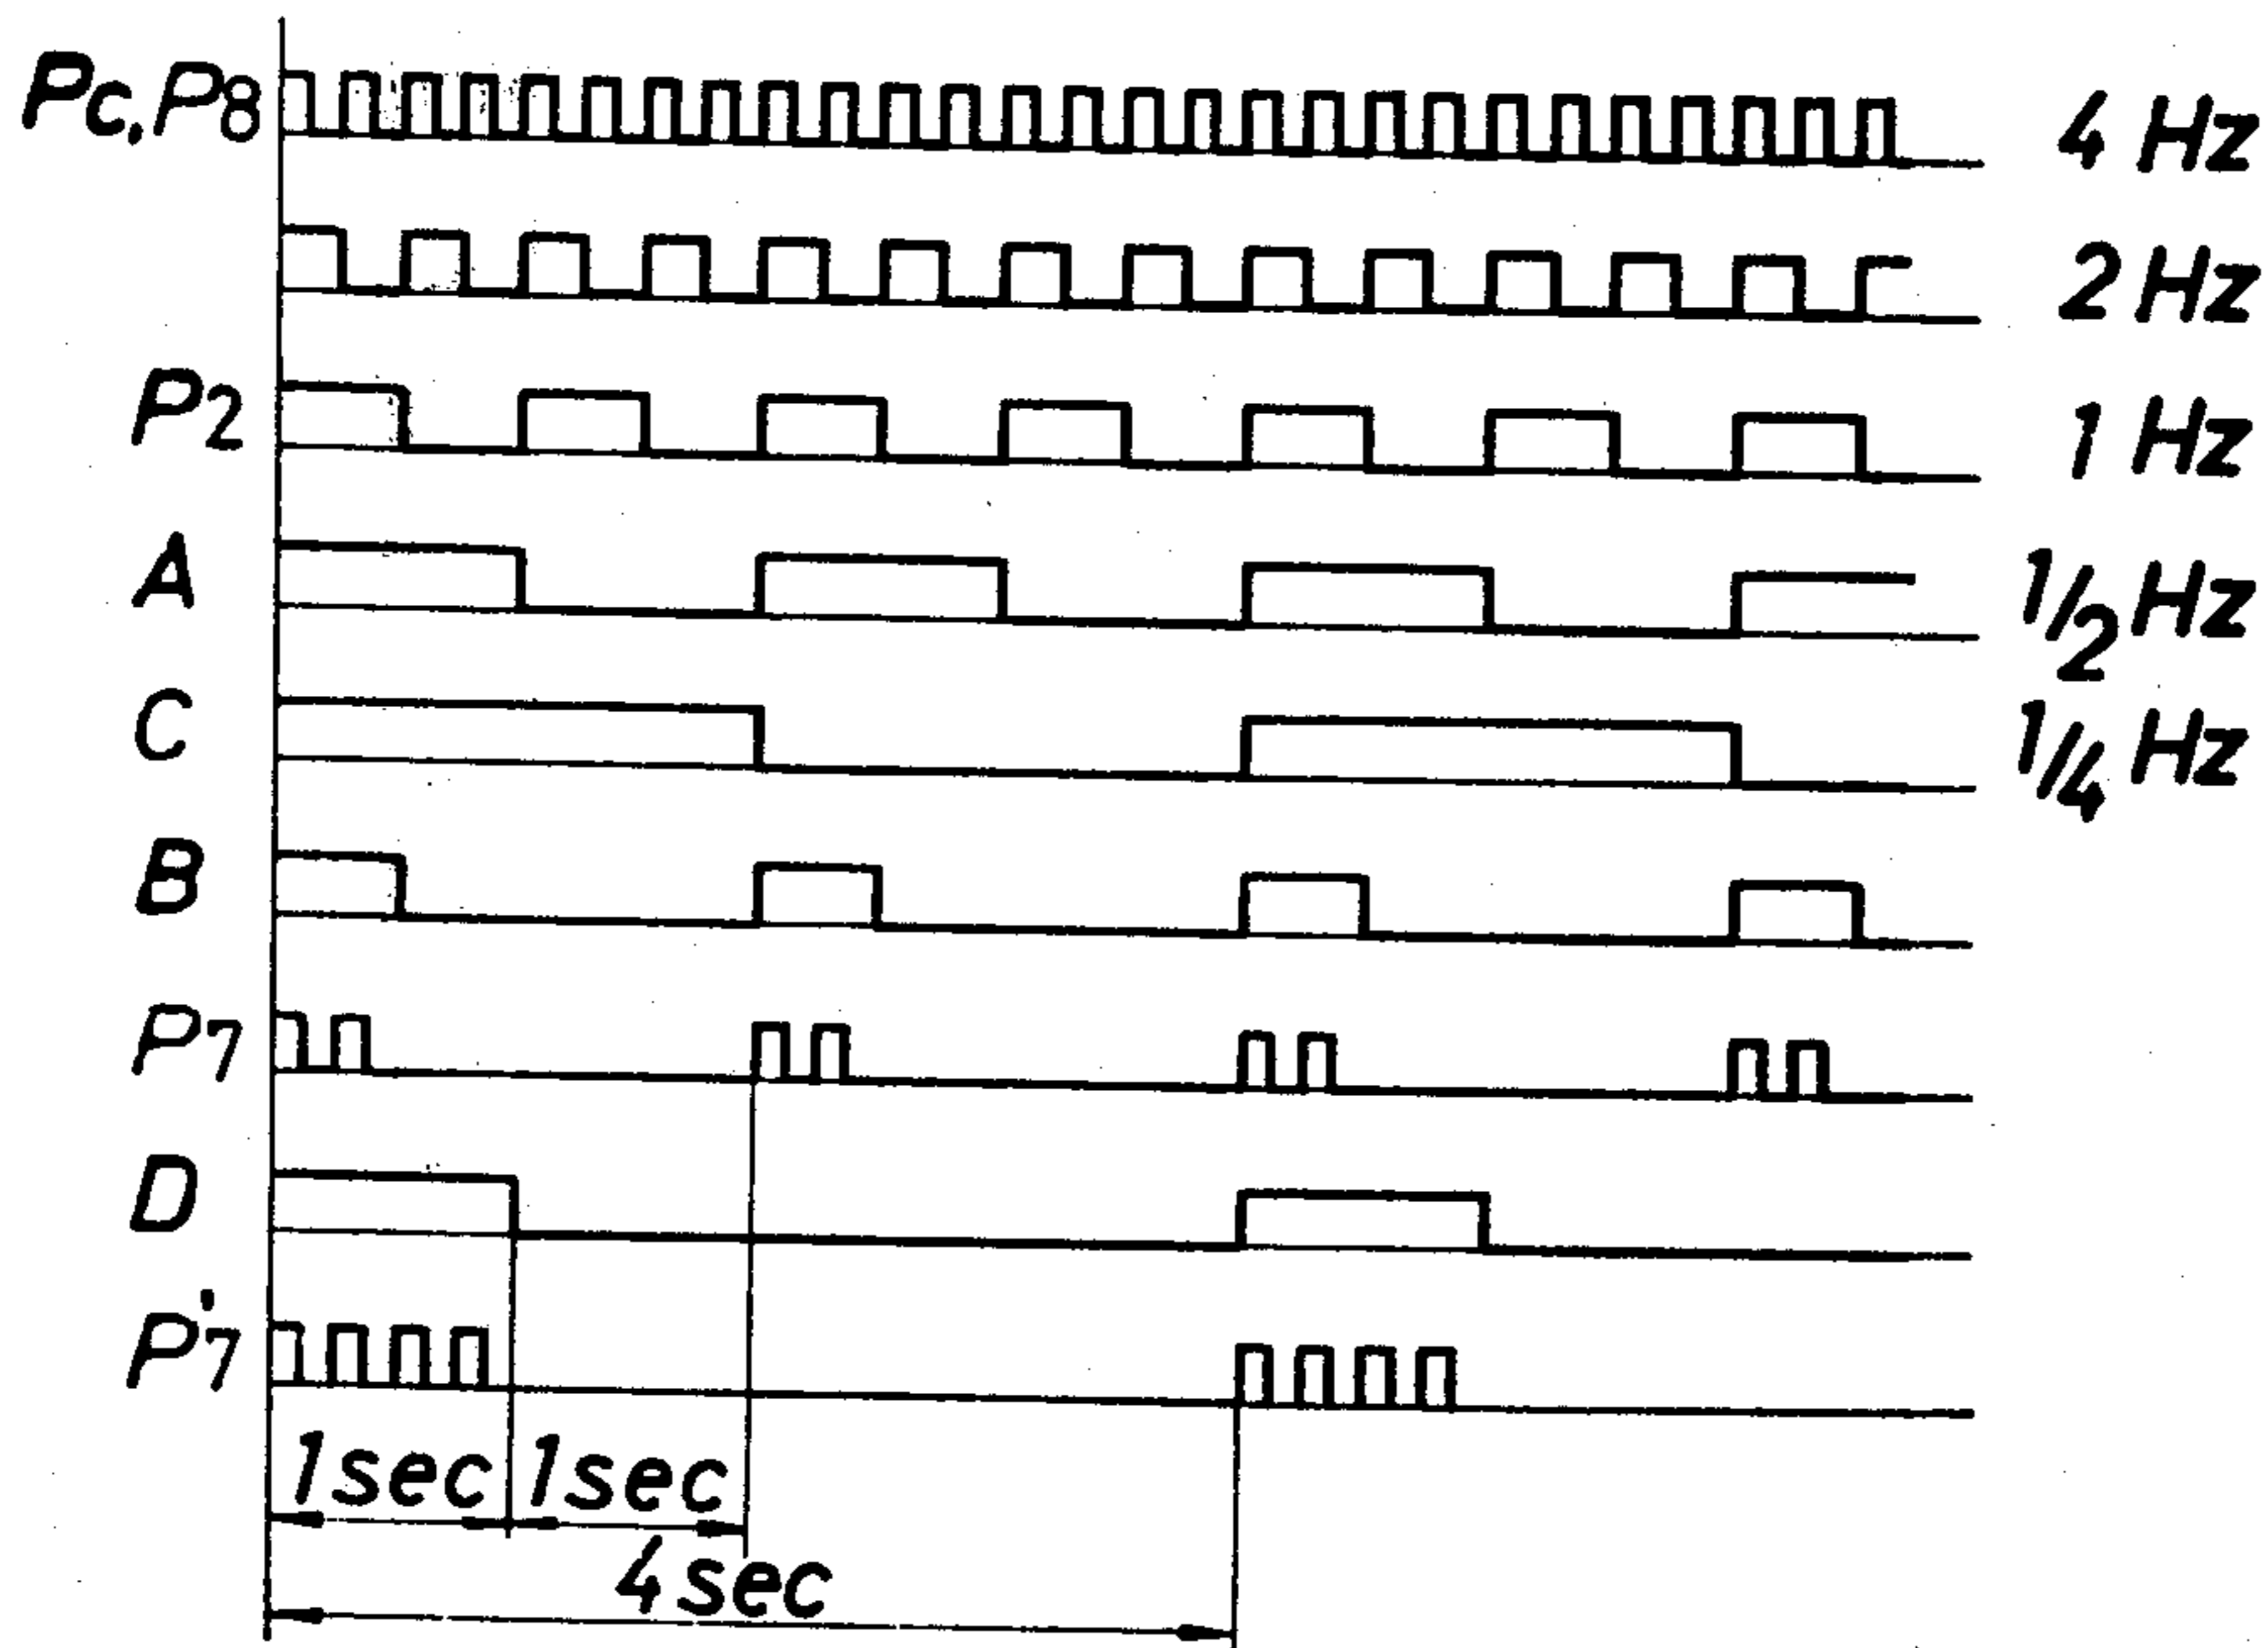 Pc,P8 4 Hz
2 Hz
P2 1 Hz
A 1/2 Hz
C 1/4 Hz
B
P7
D
P'7
1sec 1sec
4sec